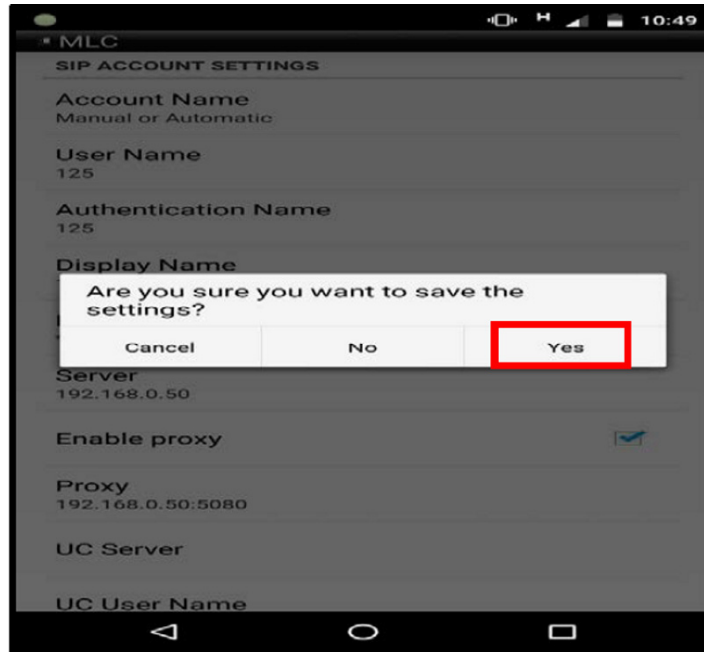 H 10:49
MLC
SIP ACCOUNT SETTINGS
Account Name
Manual or Automatic
User Name
125
Authentication Name
125
Display Name
Are you sure you want to save the
settings?
Cancel No Yes
Server
192.168.0.50
Enable proxy
Proxy
192.168.0.50:5080
UC Server
UC User Name